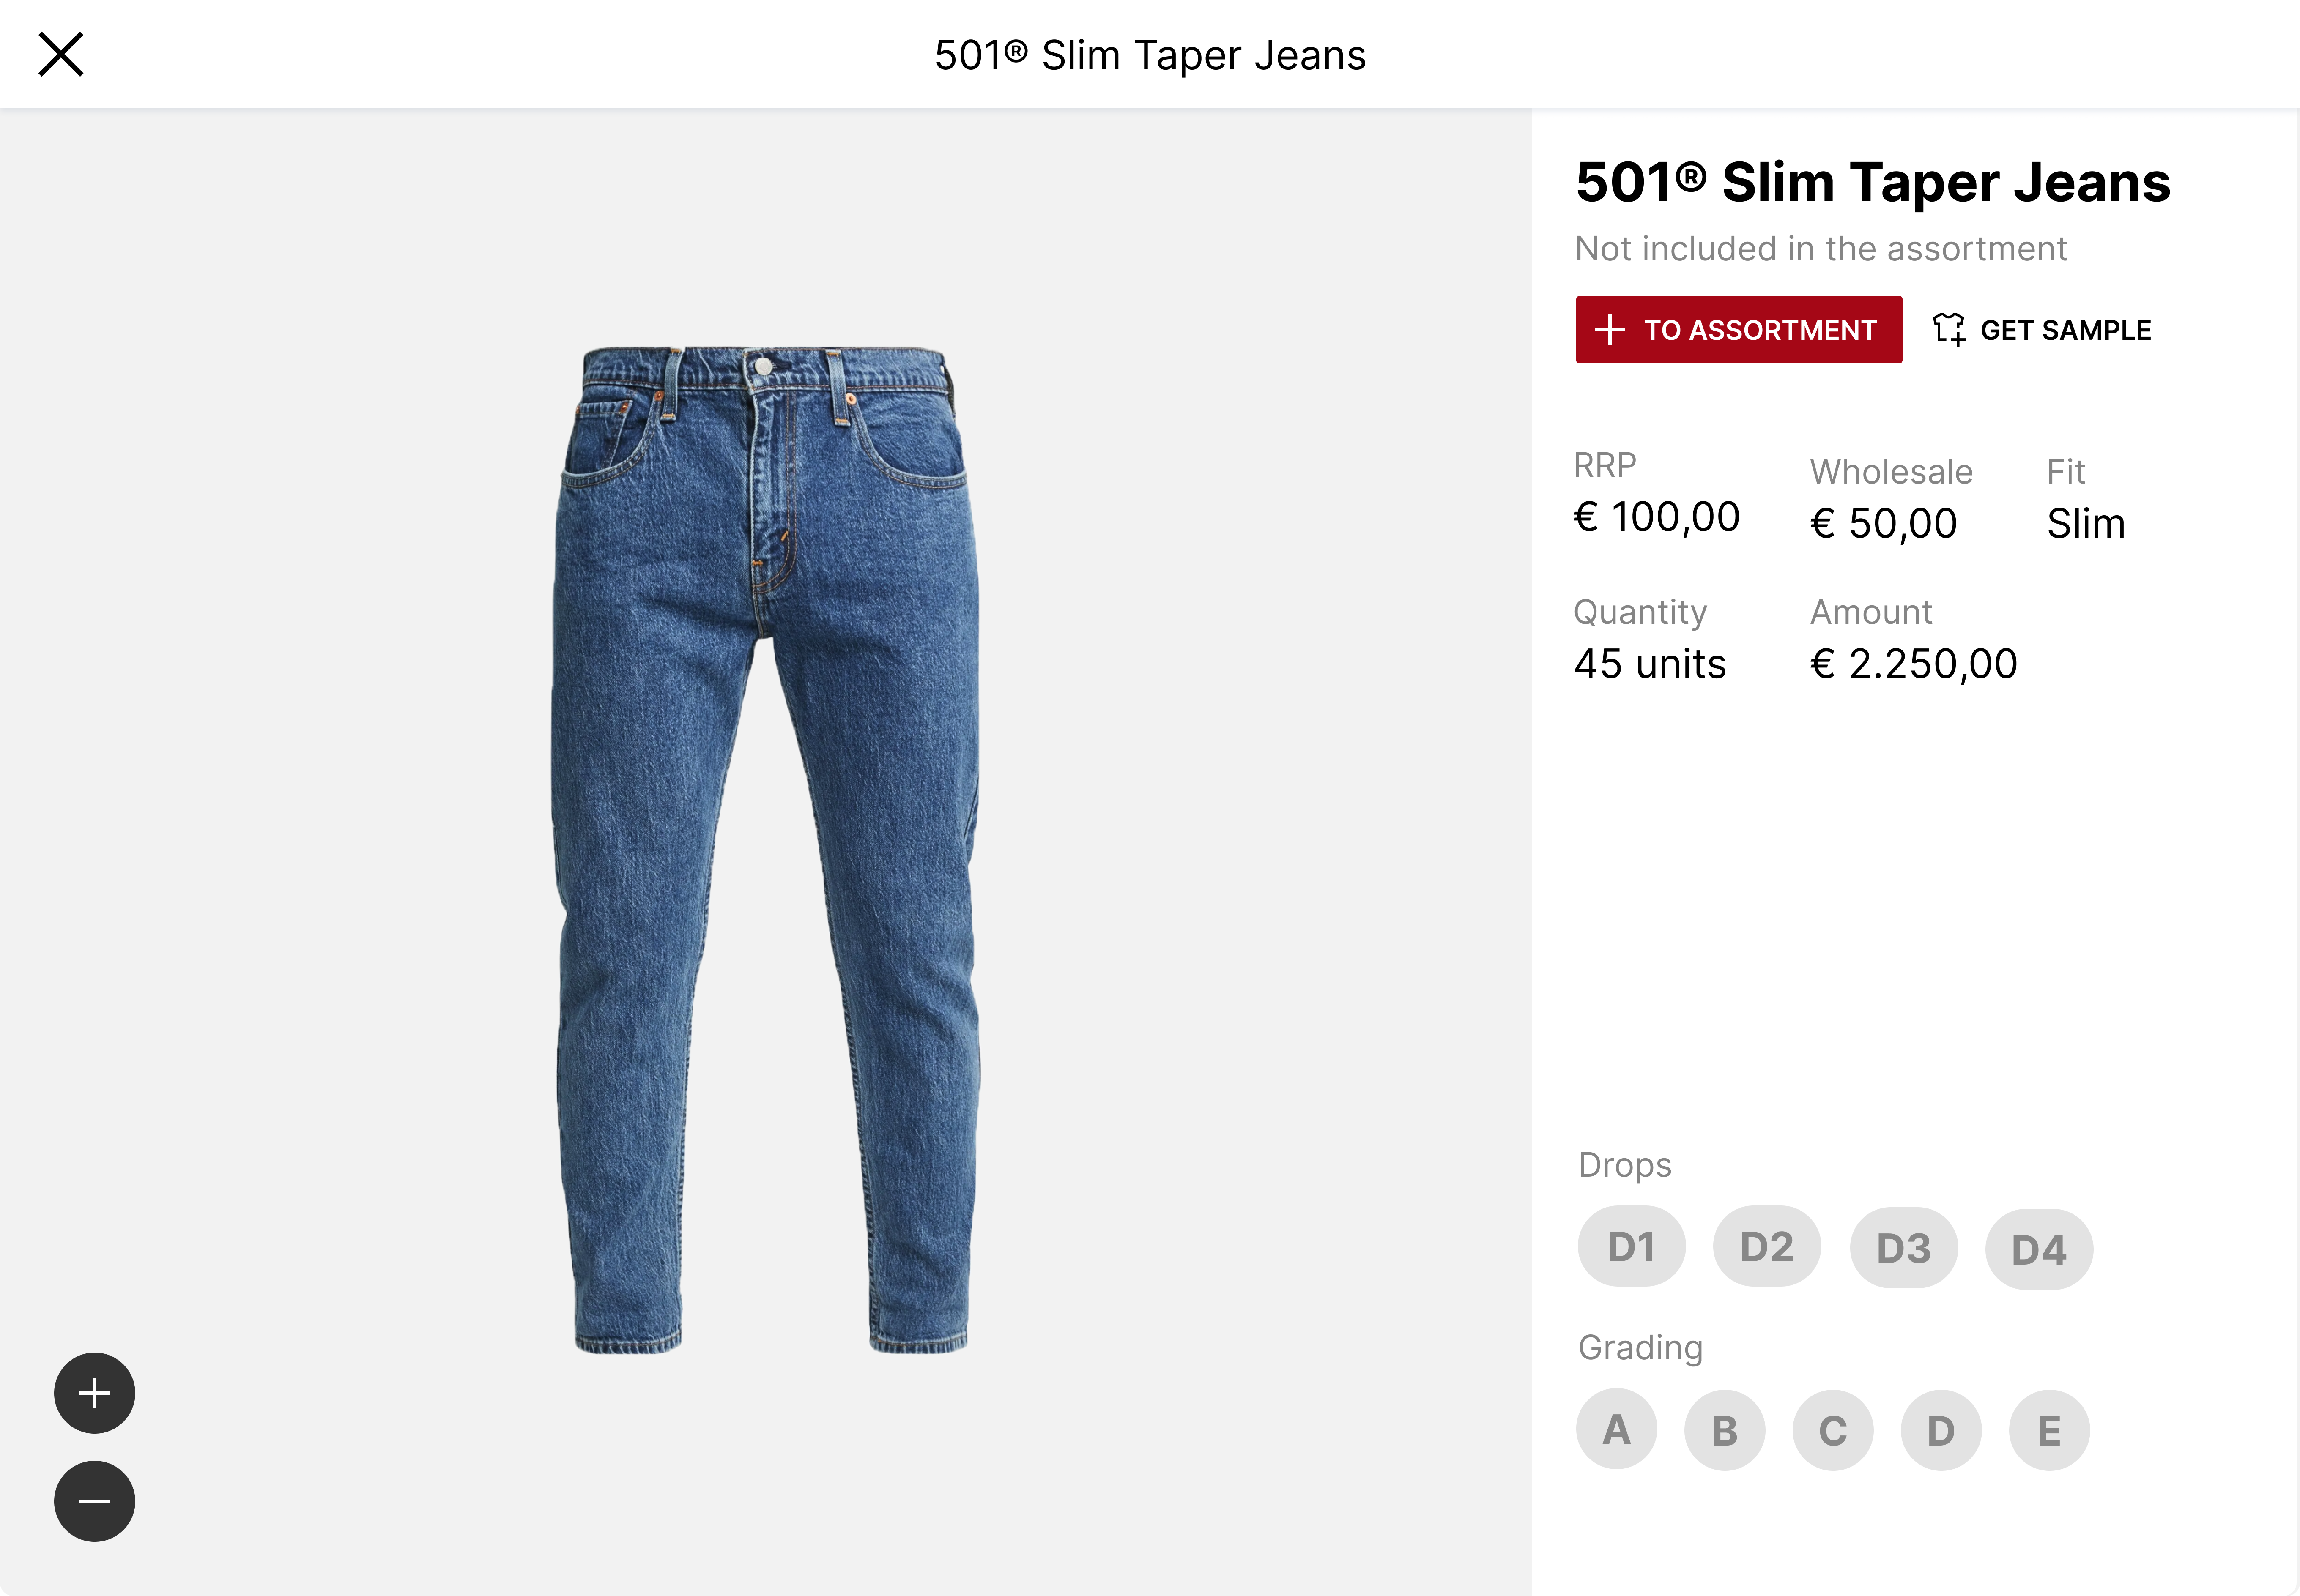 501® Slim Taper Jeans
501® Slim Taper Jeans
Not included in the assortment
TO ASSORTMENT GET SAMPLE
RRP Wholesale Fit
€ 100,00 € 50,00 Slim
Quantity Amount
45 units € 2.250,00
Drops
D1 D2 D3 D4
Grading
A B C D E